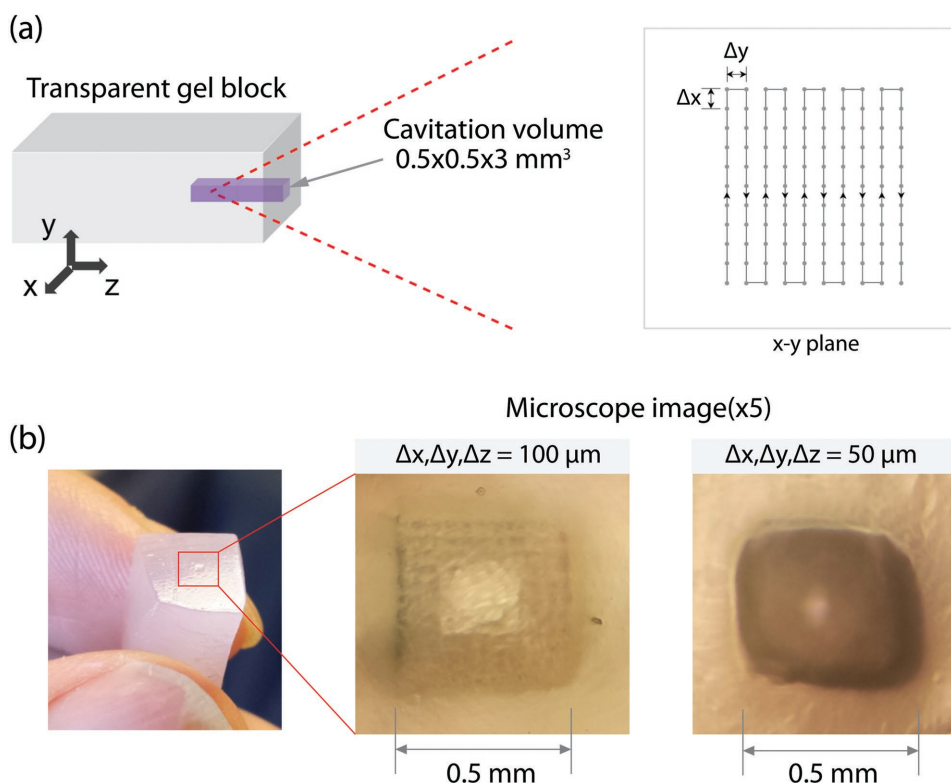 (a)
Transparent gel block
Cavitation volume
0.5x0.5x3 mm³
y
x
z
Δy
Δx
x-y plane
Microscope image(x5)
(b)
Δx,Δy,Δz = 100 µm
Δx,Δy,Δz = 50 µm
0.5 mm
0.5 mm